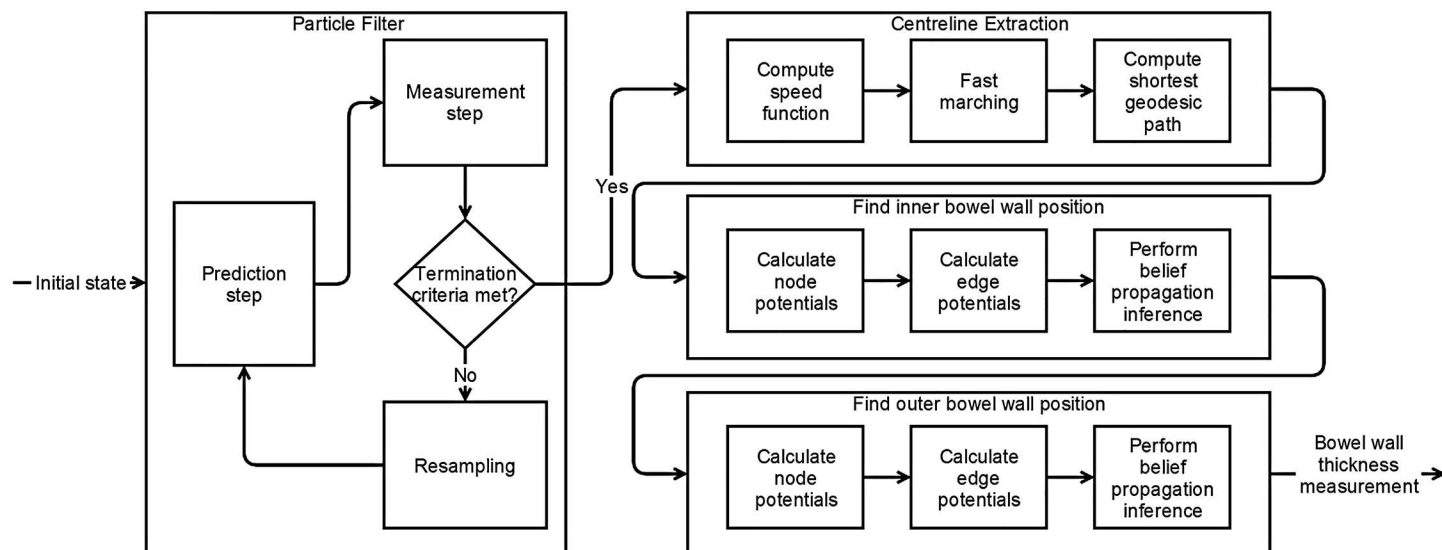 Particle Filter
Measurement
step
Prediction
step
Initial state
Termination
criteria met?
Yes
No
Resampling
Centreline Extraction
Compute
speed
function
Fast
marching
Compute
shortest
geodesic
path
Find inner bowel wall position
Calculate
node
potentials
Calculate
edge
potentials
Perform
belief
propagation
inference
Find outer bowel wall position
Calculate
node
potentials
Calculate
edge
potentials
Perform
belief
propagation
inference
Bowel wall
thickness
measurement